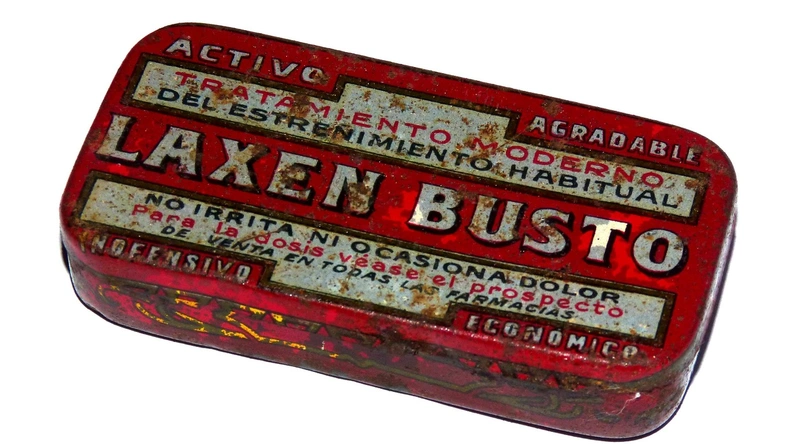 ACTIVO
AGRADABLE
TRATAMIENTO MODERNO
DEL ESTREÑIMIENTO HABITUAL
LAXEN BUSTO
NO IRRITA NI OCASIONA DOLOR
Para la dosis véase el prospecto
DE VENTA EN TODAS LAS FARMACIAS
INOFENSIVO
ECONÓMICO